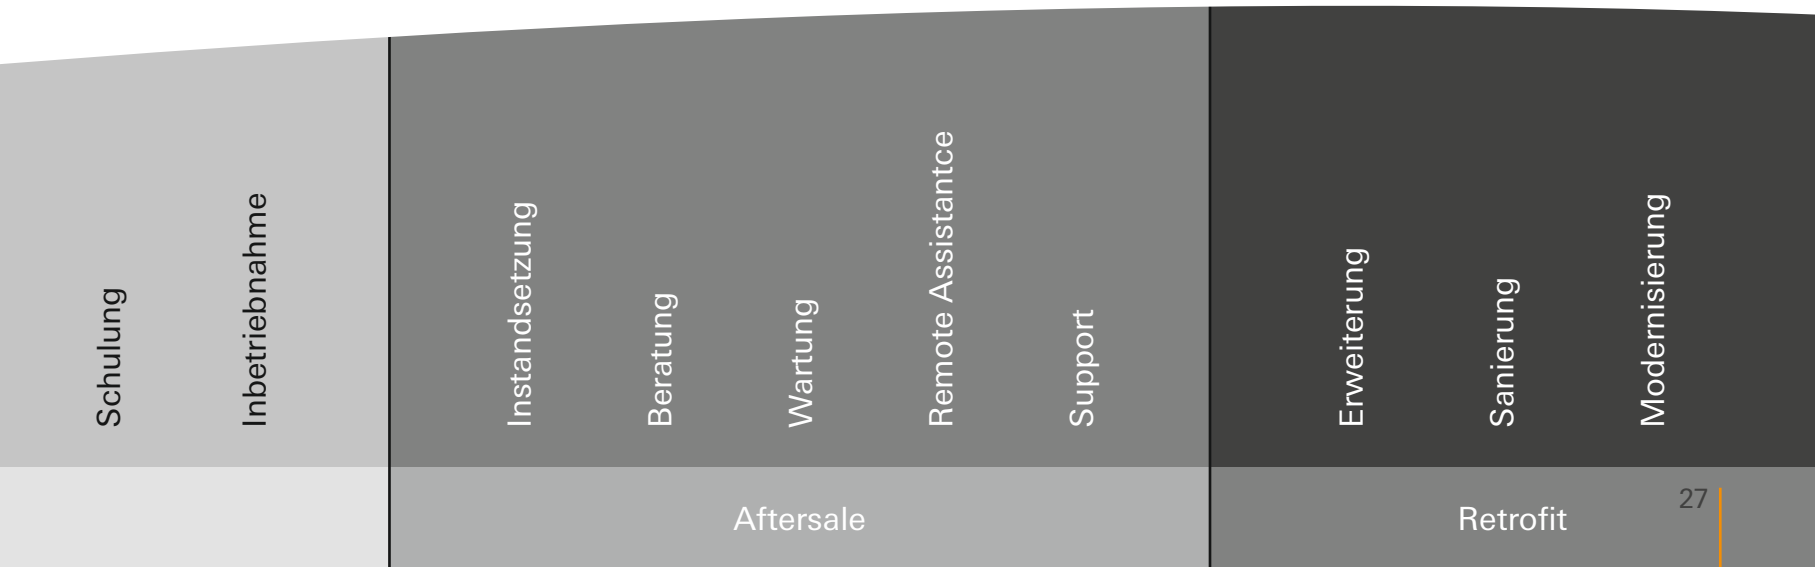 Schulung
Inbetriebnahme
Instandsetzung
Beratung
Wartung
Remote Assistantce
Support
Erweiterung
Sanierung
Modernisierung
Aftersale
Retrofit
27